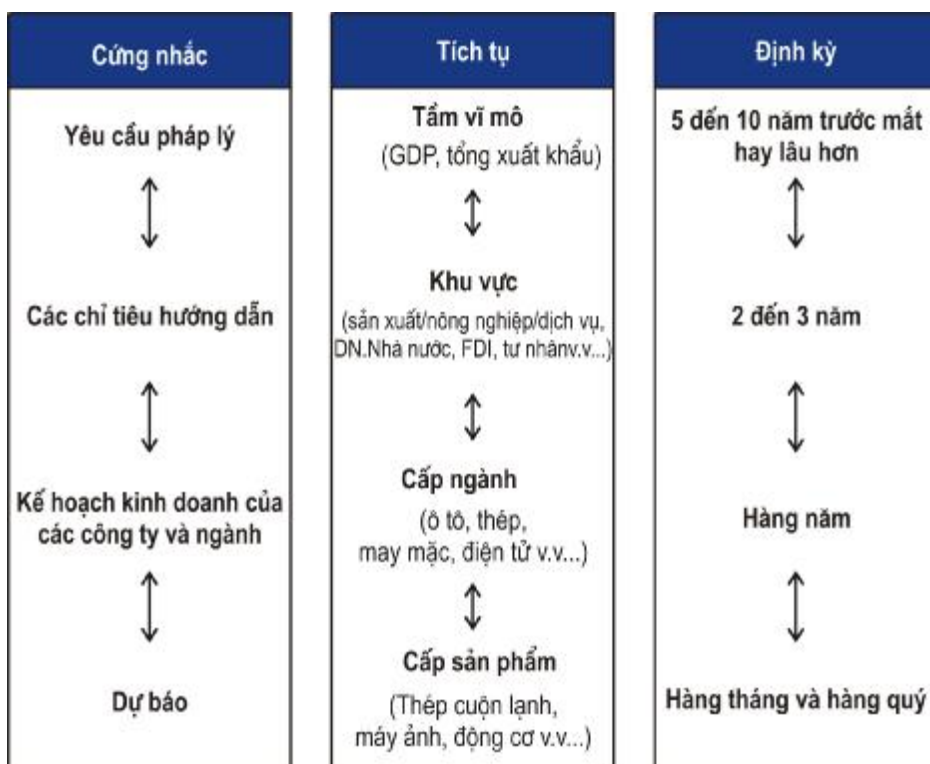 Cứng nhắc
Yêu cầu pháp lý
Các chỉ tiêu hướng dẫn
Kế hoạch kinh doanh của
các công ty và ngành
Dự báo
Tích tụ
Tầm vĩ mô
(GDP, tổng xuất khẩu)
Khu vực
(sản xuất/nông nghiệp/dịch vụ,
DN.Nhà nước, FDI, tư nhânv.v...)
Cấp ngành
(ô tô, thép,
may mặc, điện tử v.v...)
Cấp sản phẩm
(Thép cuộn lạnh,
máy ảnh, động cơ v.v...)
Định kỳ
5 đến 10 năm trước mắt
hay lâu hơn
2 đến 3 năm
Hàng năm
Hàng tháng và hàng quý